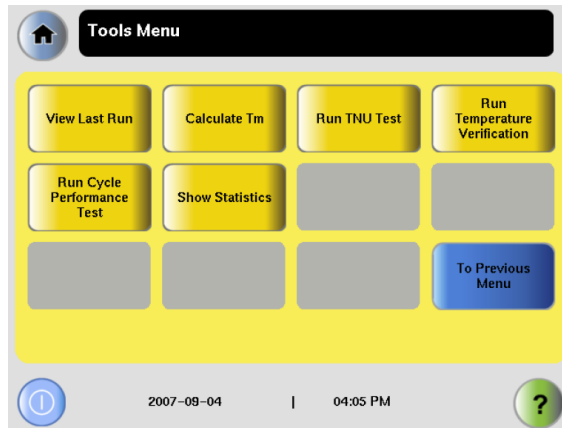 Tools Menu
View Last Run
Calculate Tm
Run TNU Test
Run
Temperature
Verification
Run Cycle
Performance
Test
Show Statistics
To Previous
Menu
2007-09-04 | 04:05 PM
?